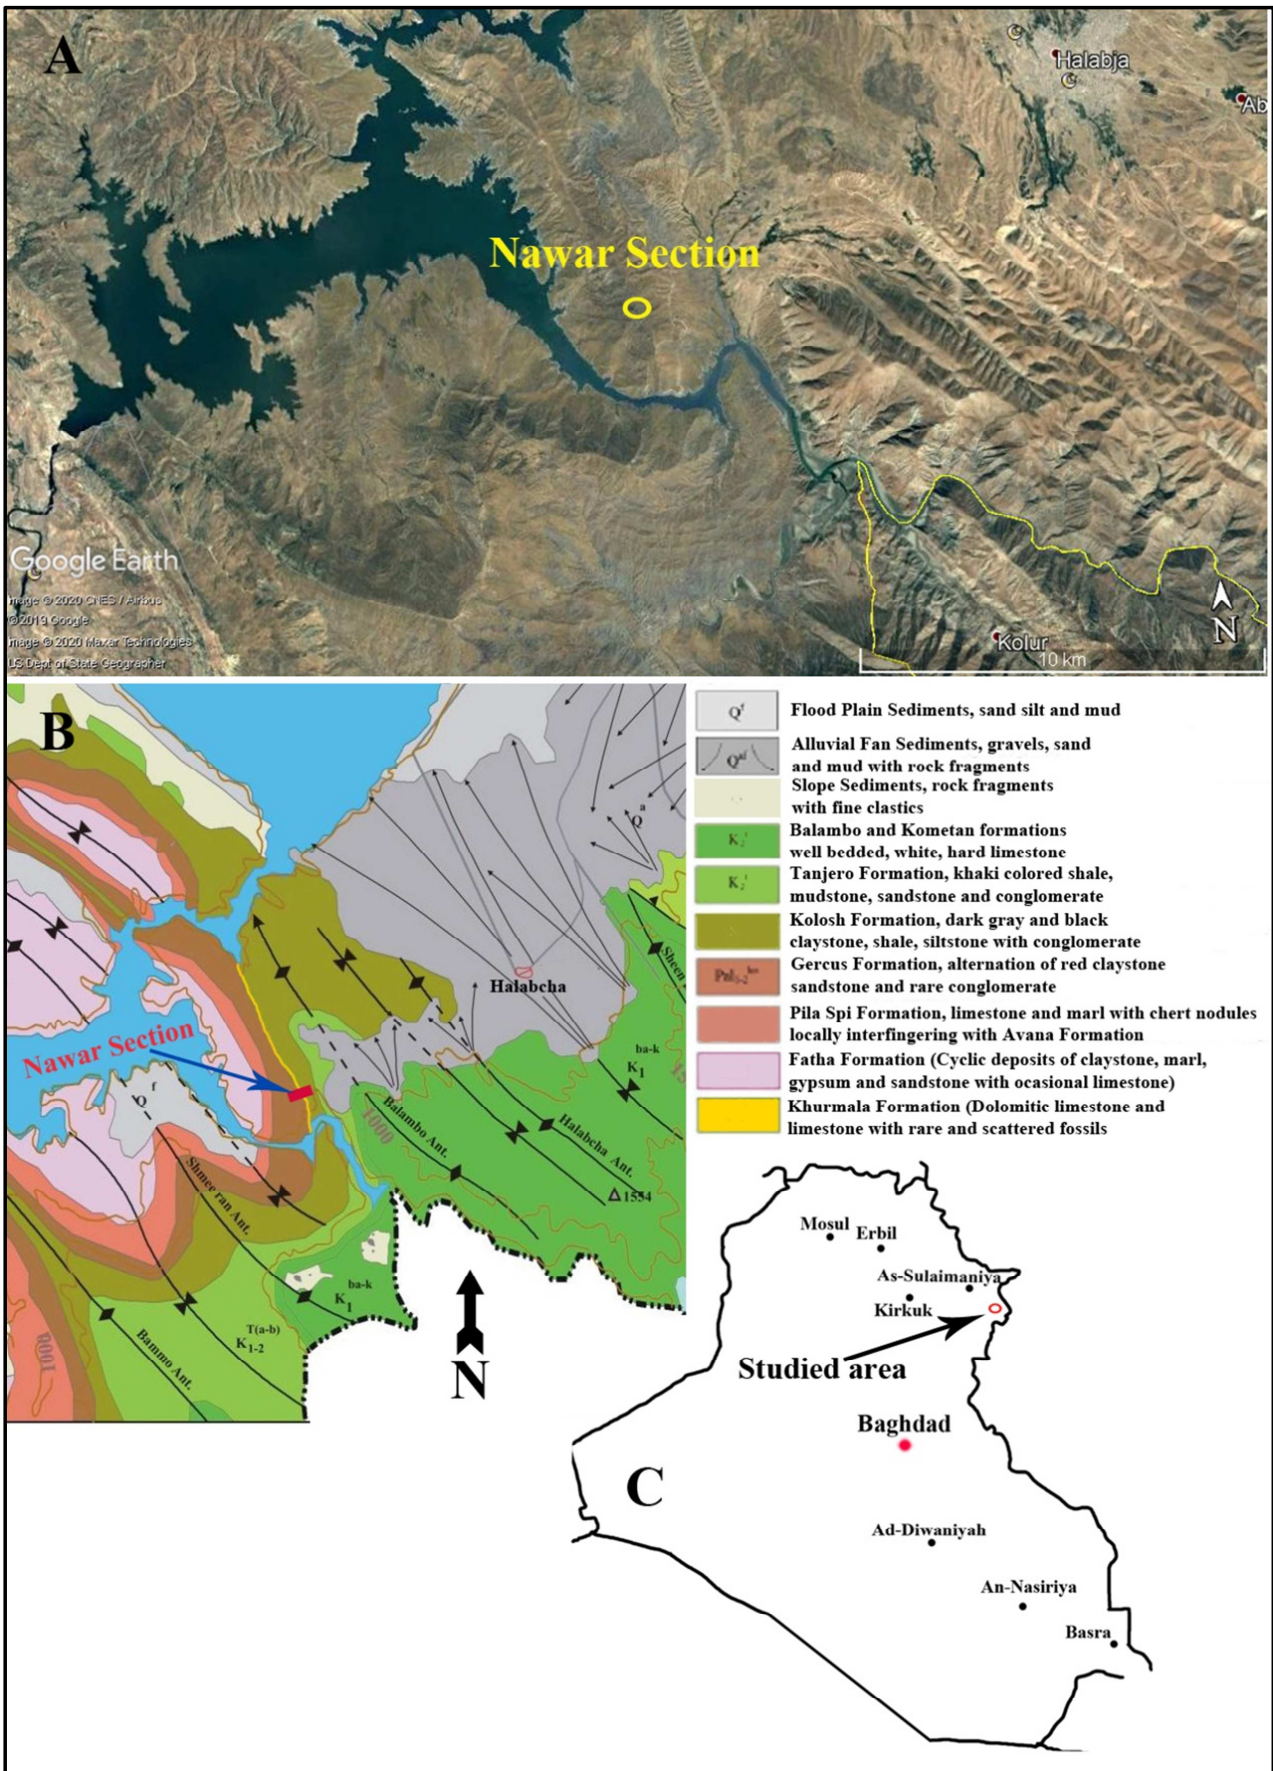 A
Halabja
Ab
Nawar Section
Google Earth
Image © 2020 CNES / Airbus
© 2019 Google
Image © 2020 Maxar Technologies
US Dept of State Geographer
N
Kolur
10 km
B
a
Q
Sheen
Halabcha
Nawar Section
ba-k
K1
f
Q
1000
Balambo Ant.
Halabcha Ant.
1554
Shmeeran Ant.
ba-k
K1
T(a-b)
K1-2
Bammo Ant.
1000
N
Qf Flood Plain Sediments, sand silt and mud
Qaf Alluvial Fan Sediments, gravels, sand
and mud with rock fragments
Slope Sediments, rock fragments
with fine clastics
Balambo and Kometan formations
well bedded, white, hard limestone
Tanjero Formation, khaki colored shale,
mudstone, sandstone and conglomerate
Kolosh Formation, dark gray and black
claystone, shale, siltstone with conglomerate
Gercus Formation, alternation of red claystone
sandstone and rare conglomerate
Pila Spi Formation, limestone and marl with chert nodules
locally interfingering with Avana Formation
Fatha Formation (Cyclic deposits of claystone, marl,
gypsum and sandstone with ocasional limestone)
Khurmala Formation (Dolomitic limestone and
limestone with rare and scattered fossils
Mosul
Erbil
As-Sulaimaniya
Kirkuk
Studied area
Baghdad
C
Ad-Diwaniyah
An-Nasiriya
Basra